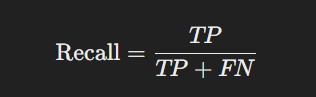 Recall = TP / TP + FN